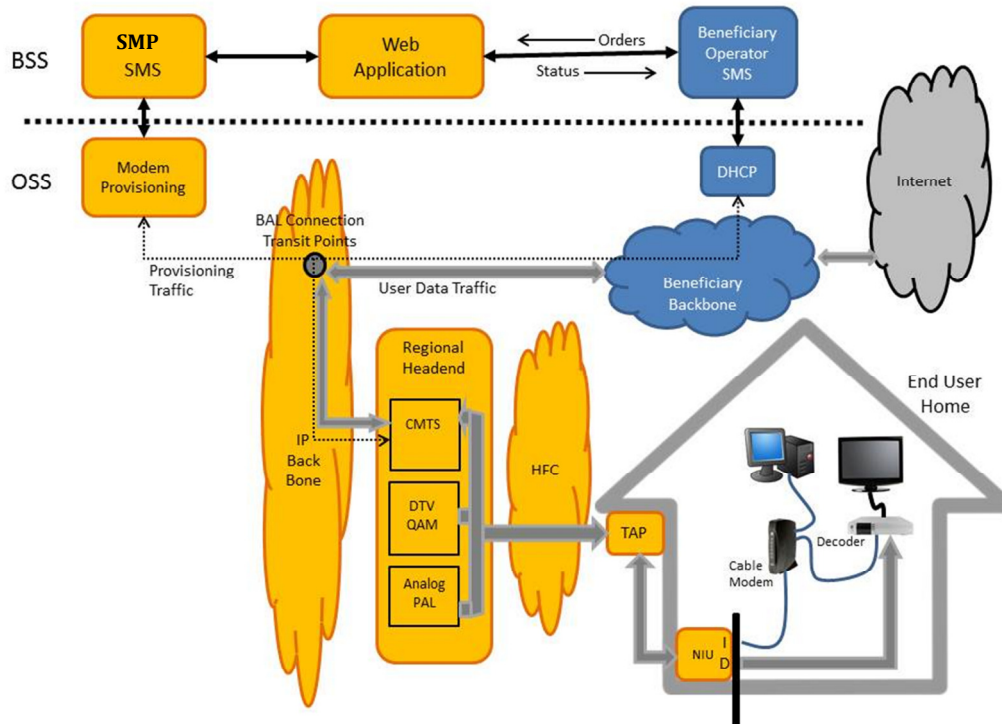 BSS
SMP
SMS
Web
Application
Orders
Status
Beneficiary
Operator
SMS
OSS
Modem
Provisioning
DHCP
Internet
BAL Connection
Transit Points
Provisioning
Traffic
User Data Traffic
Beneficiary
Backbone
Regional
Headend
End User
Home
CMTS
IP
Back
Bone
HFC
DTV
QAM
TAP
Decoder
Cable
Modem
Analog
PAL
NIU
I
D